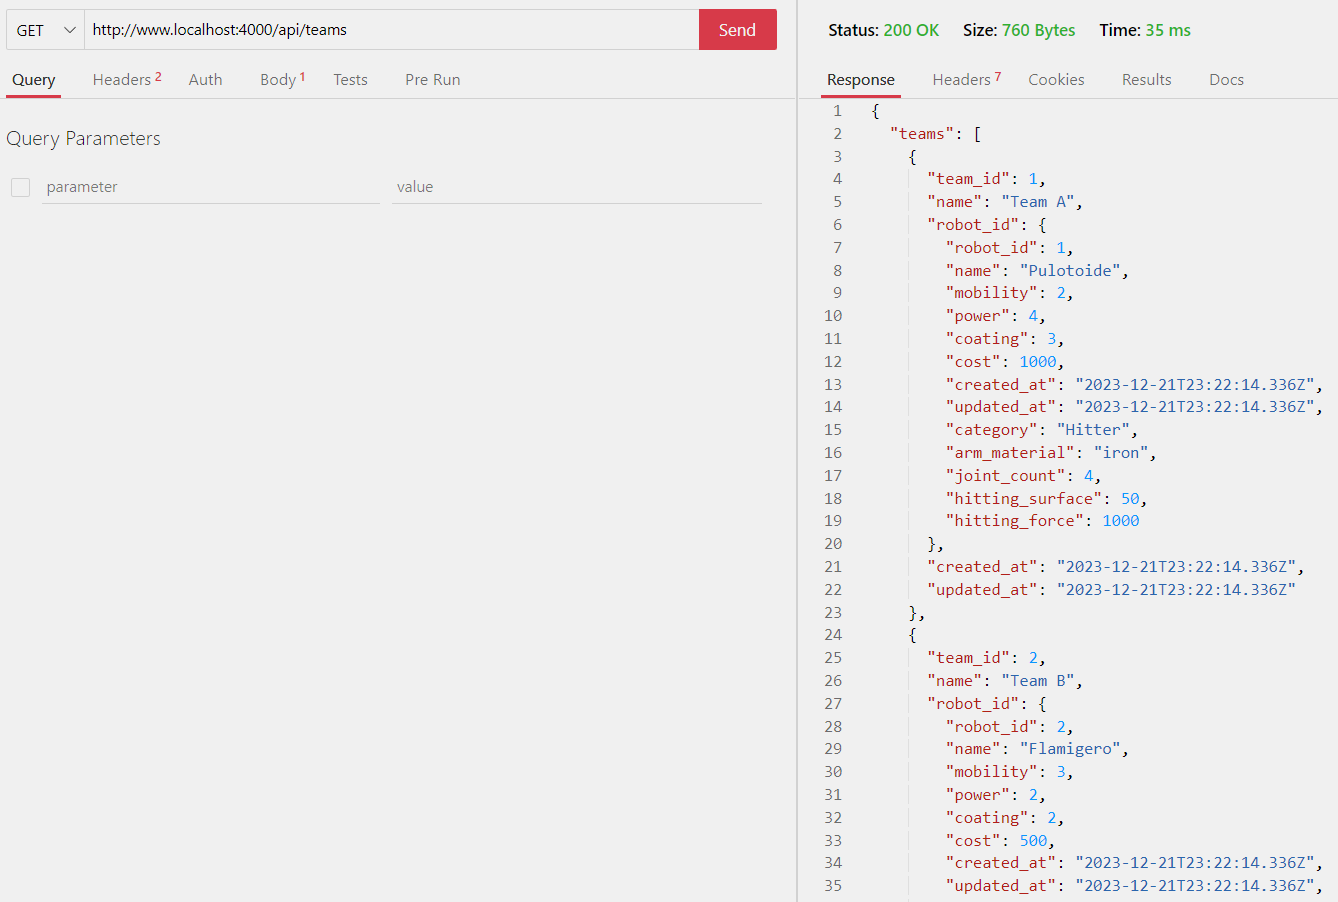 GET http://www.localhost:4000/api/teams Send
Query Headers 2 Auth Body 1 Tests Pre Run
Query Parameters
parameter value
Status: 200 OK Size: 760 Bytes Time: 35 ms
Response Headers 7 Cookies Results Docs
1 {
2 "teams": [
3 {
4 "team_id": 1,
5 "name": "Team A",
6 "robot_id": {
7 "robot_id": 1,
8 "name": "Pulotoide",
9 "mobility": 2,
10 "power": 4,
11 "coating": 3,
12 "cost": 1000,
13 "created_at": "2023-12-21T23:22:14.336Z",
14 "updated_at": "2023-12-21T23:22:14.336Z",
15 "category": "Hitter",
16 "arm_material": "iron",
17 "joint_count": 4,
18 "hitting_surface": 50,
19 "hitting_force": 1000
20 },
21 "created_at": "2023-12-21T23:22:14.336Z",
22 "updated_at": "2023-12-21T23:22:14.336Z"
23 },
24 {
25 "team_id": 2,
26 "name": "Team B",
27 "robot_id": {
28 "robot_id": 2,
29 "name": "Flamigero",
30 "mobility": 3,
31 "power": 2,
32 "coating": 2,
33 "cost": 500,
34 "created_at": "2023-12-21T23:22:14.336Z",
35 "updated_at": "2023-12-21T23:22:14.336Z",